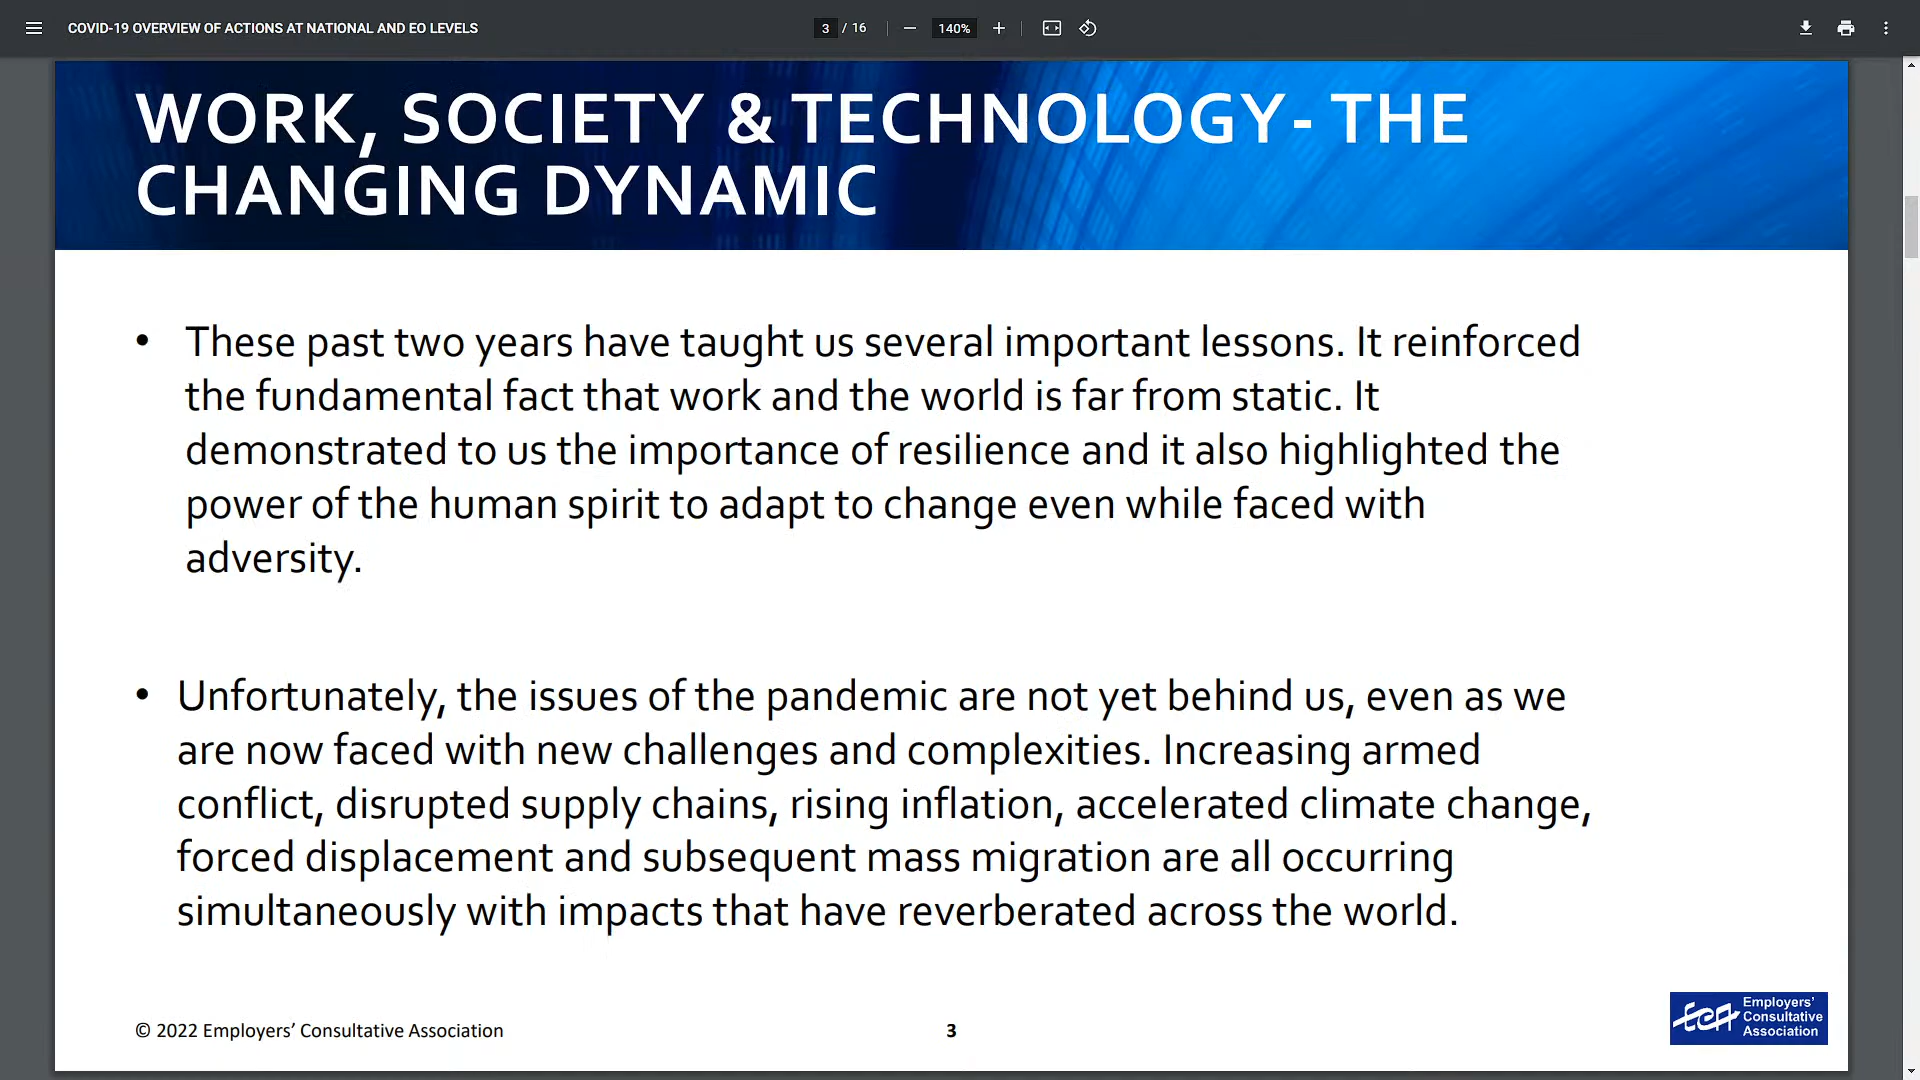 COVID-19 OVERVIEW OF ACTIONS AT NATIONAL AND EO LEVELS
3 / 16
140%
WORK, SOCIETY & TECHNOLOGY- THE
CHANGING DYNAMIC
• These past two years have taught us several important lessons. It reinforced
the fundamental fact that work and the world is far from static. It
demonstrated to us the importance of resilience and it also highlighted the
power of the human spirit to adapt to change even while faced with
adversity.
• Unfortunately, the issues of the pandemic are not yet behind us, even as we
are now faced with new challenges and complexities. Increasing armed
conflict, disrupted supply chains, rising inflation, accelerated climate change,
forced displacement and subsequent mass migration are all occurring
simultaneously with impacts that have reverberated across the world.
© 2022 Employers’ Consultative Association
3
eca
Employers’
Consultative
Association